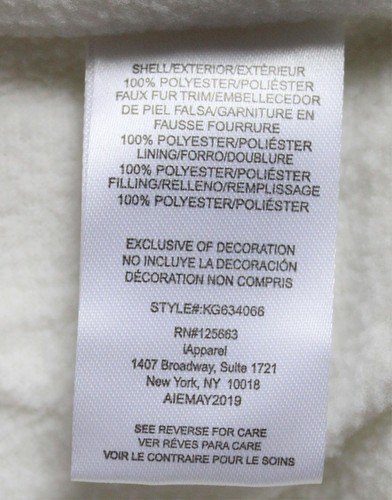 SHELL/EXTERIOR/EXTÉRIEUR
100% POLYESTER/POLIÉSTER
FAUX FUR TRIM/EMBELLECEDOR
DE PIEL FALSA/GARNITURE EN
FAUSSE FOURRURE
100% POLYESTER/POLIÉSTER
LINING/FORRO/DOUBLURE
100% POLYESTER/POLIÉSTER
FILLING/RELLENO/REMPLISSAGE
100% POLYESTER/POLIÉSTER
EXCLUSIVE OF DECORATION
NO INCLUYE LA DECORACIÓN
DÉCORATION NON COMPRIS
STYLE#:KG634066
RN#125663
iApparel
1407 Broadway, Suite 1721
New York, NY 10018
AIEMAY2019
SEE REVERSE FOR CARE
VER RÉVES PARA CARE
VOIR LE CONTRAIRE POUR LE SOINS